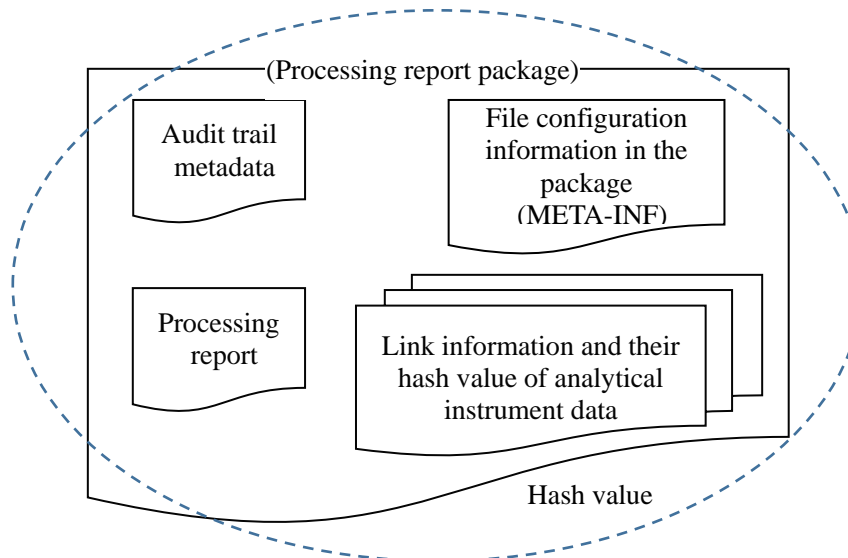 (Processing report package)
Audit trail
metadata
File configuration
information in the
package
(META-INF)
Processing
report
Link information and their
hash value of analytical
instrument data
Hash value